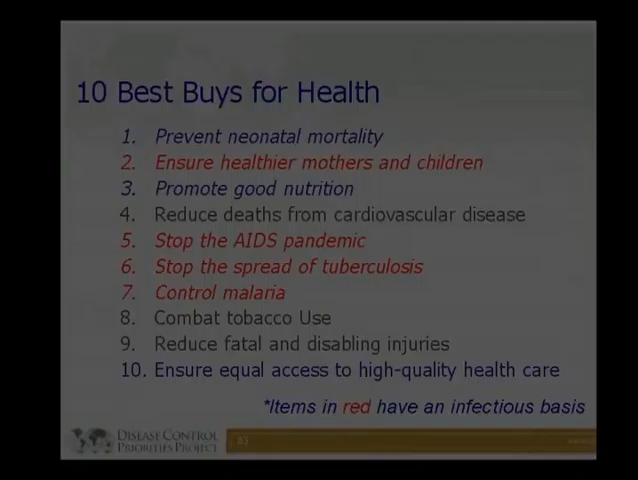 10 Best Buys for Health
1. Prevent neonatal mortality
2. Ensure healthier mothers and children
3. Promote good nutrition
4. Reduce deaths from cardiovascular disease
5. Stop the AIDS pandemic
6. Stop the spread of tuberculosis
7. Control malaria
8. Combat tobacco Use
9. Reduce fatal and disabling injuries
10. Ensure equal access to high-quality health care
*Items in red have an infectious basis
DISEASE CONTROL
PRIORITIES PROJECT